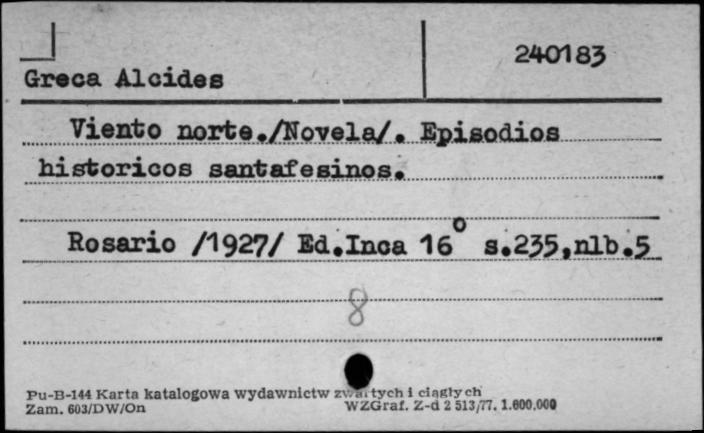 240183
Greca Alcides
Viento norte./Novela/. Episodios
historicos santafesinos.
Rosario /1927/ Ed.Inca 16° s.235,nlb.5
8
Pu-B-144 Karta katalogowa wydawnictw zwartych i ciągłych
Zam. 603/DW/On WZGraf. Z-d 2 513/77. 1.600.000